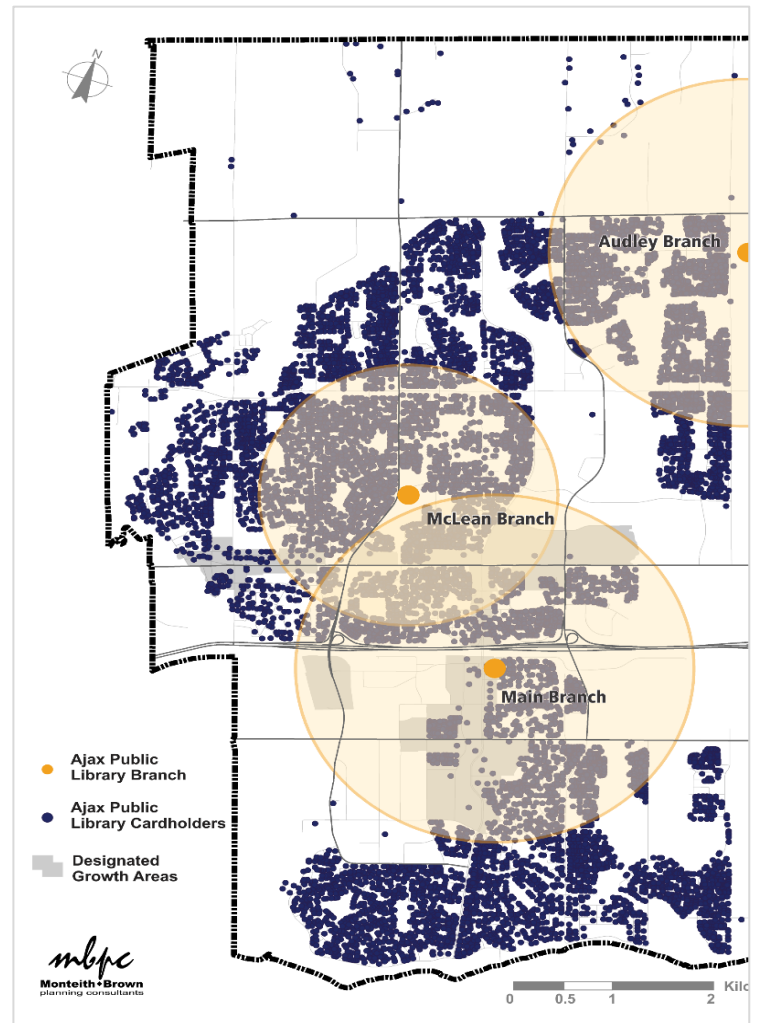 N
Audley Branch
McLean Branch
Main Branch
Ajax Public
Library Branch
Ajax Public
Library Cardholders
Designated
Growth Areas
mbpc
Monteith+Brown
planning consultants
Kilo
0 0.5 1 2